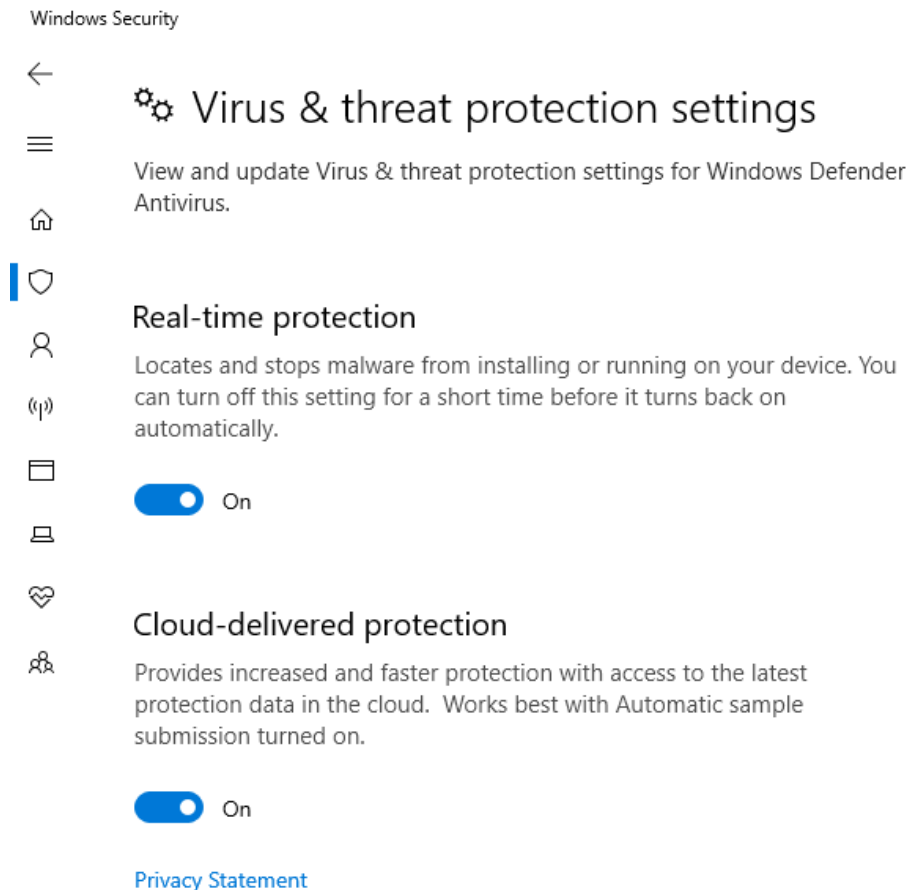 Windows Security
Virus & threat protection settings
View and update Virus & threat protection settings for Windows Defender
Antivirus.
Real-time protection
Locates and stops malware from installing or running on your device. You
can turn off this setting for a short time before it turns back on
automatically.
On
Cloud-delivered protection
Provides increased and faster protection with access to the latest
protection data in the cloud.  Works best with Automatic sample
submission turned on.
On
Privacy Statement